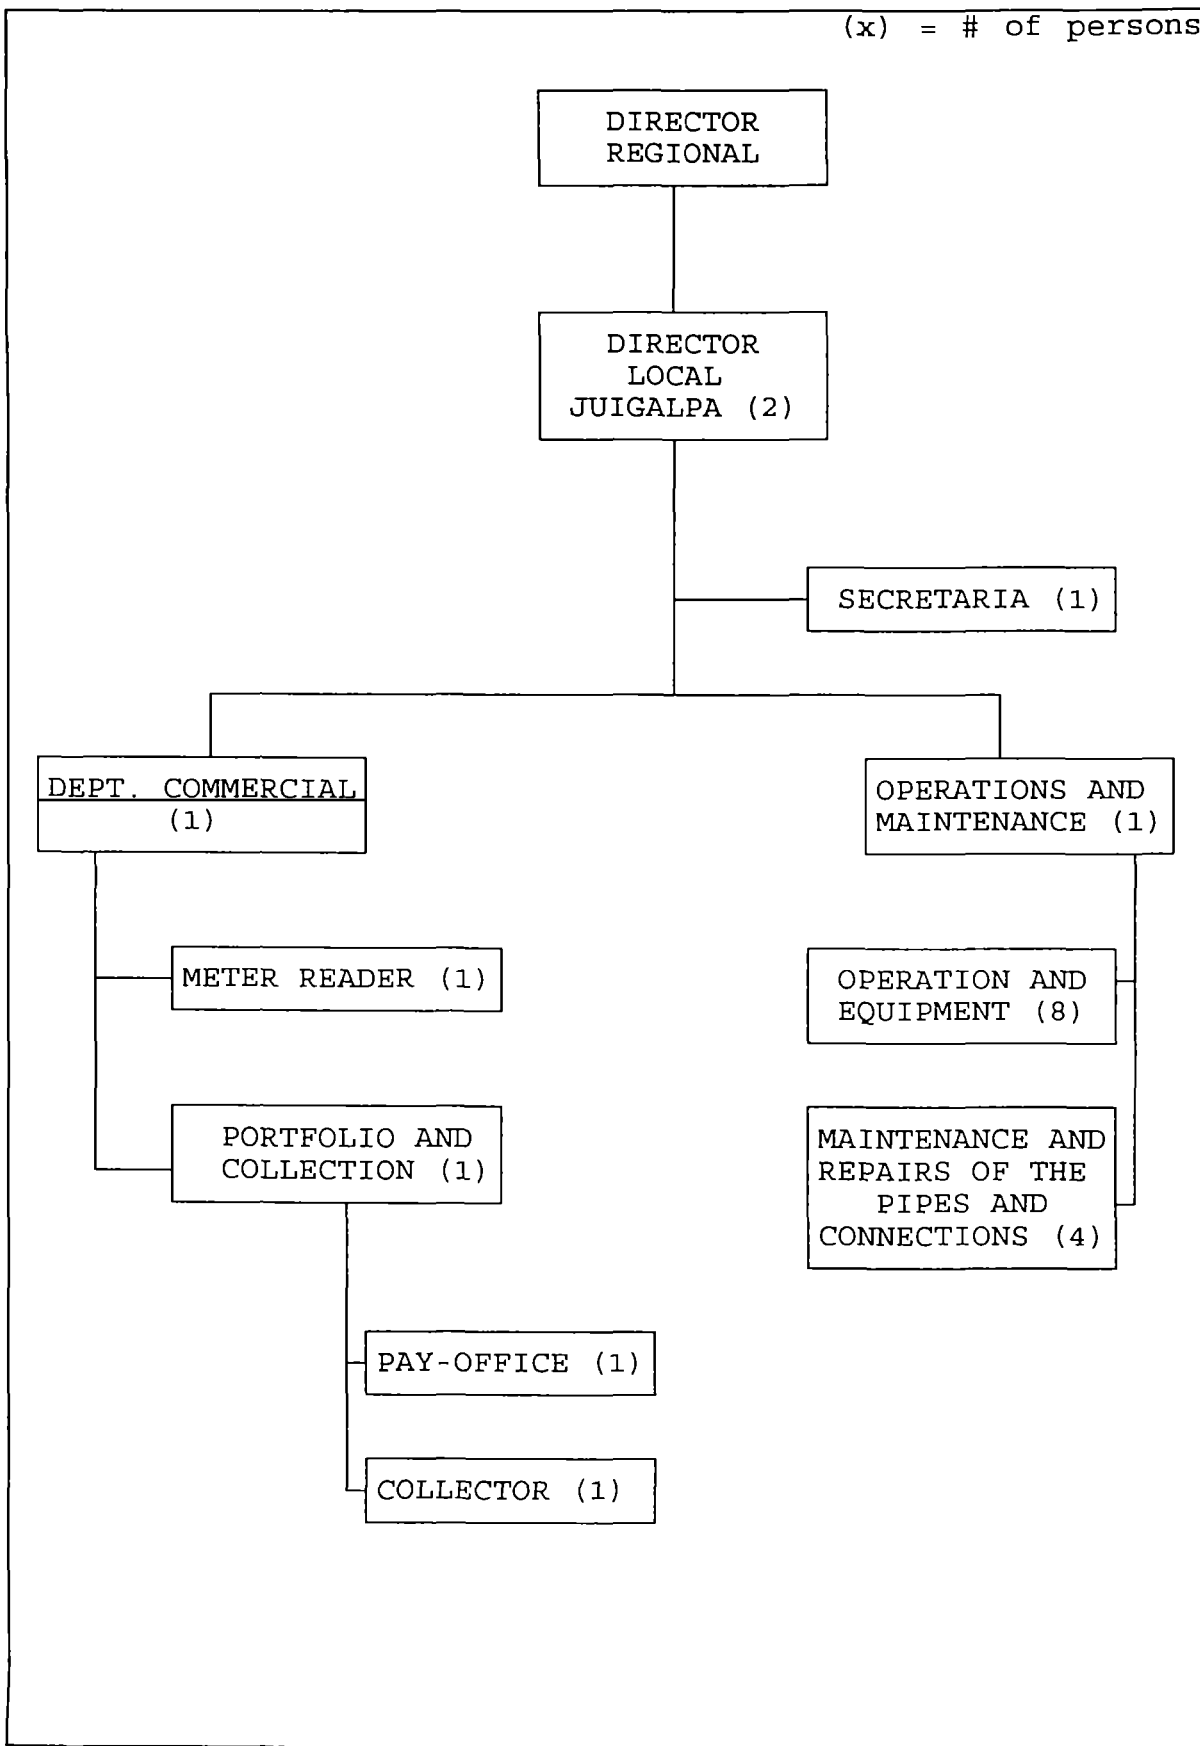 (x) = # of persons
DIRECTOR
REGIONAL
DIRECTOR
LOCAL
JUIGALPA (2)
SECRETARIA (1)
DEPT. COMMERCIAL
(1)
OPERATIONS AND
MAINTENANCE (1)
METER READER (1)
OPERATION AND
EQUIPMENT (8)
PORTFOLIO AND
COLLECTION (1)
MAINTENANCE AND
REPAIRS OF THE
PIPES AND
CONNECTIONS (4)
PAY-OFFICE (1)
COLLECTOR (1)